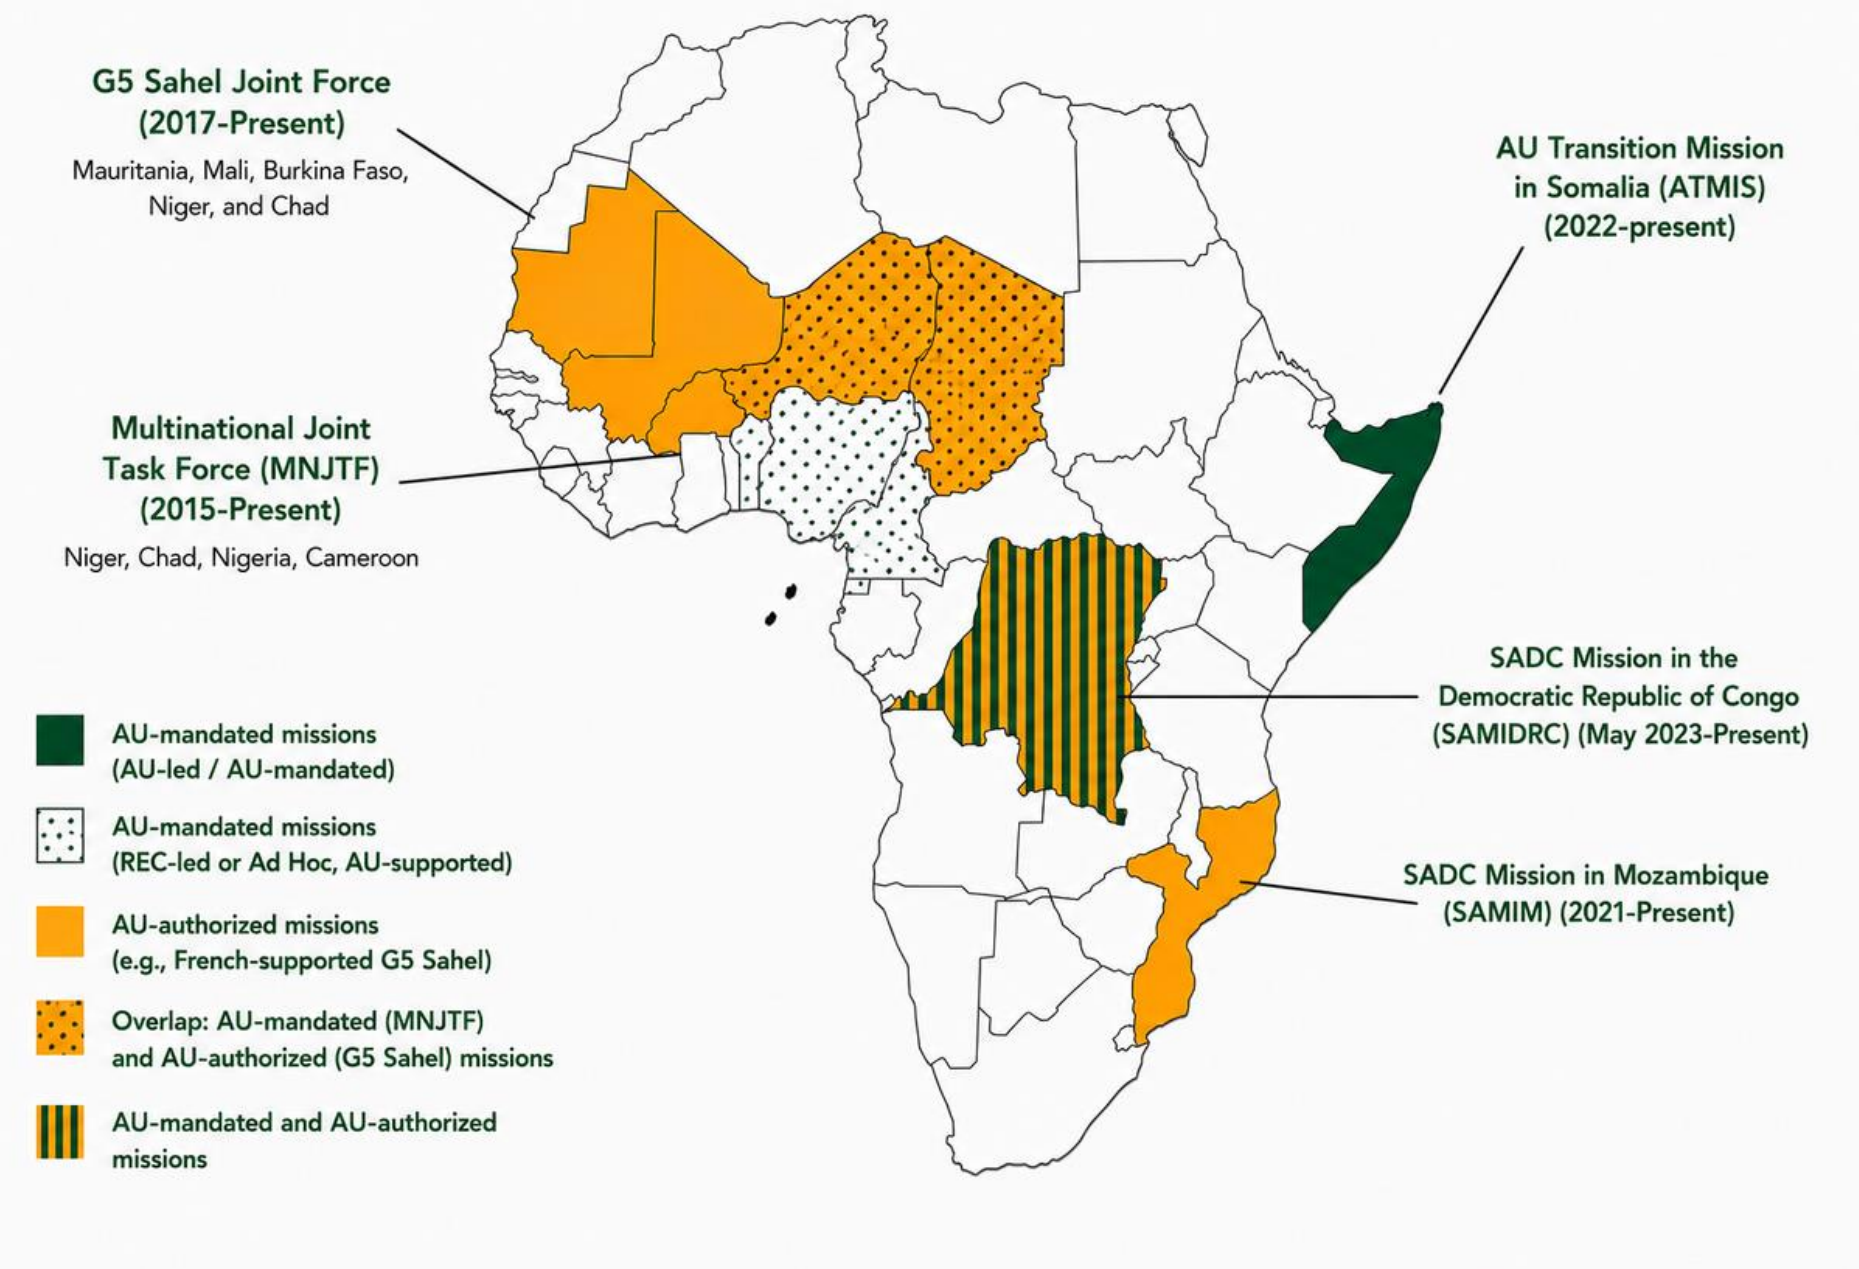 G5 Sahel Joint Force
(2017-Present)
Mauritania, Mali, Burkina Faso,
Niger, and Chad
AU Transition Mission
in Somalia (ATMIS)
(2022-present)
Multinational Joint
Task Force (MNJTF)
(2015-Present)
Niger, Chad, Nigeria, Cameroon
SADC Mission in the
Democratic Republic of Congo
(SAMIDRC) (May 2023-Present)
SADC Mission in Mozambique
(SAMIM) (2021-Present)
AU-mandated missions
(AU-led / AU-mandated)
AU-mandated missions
(REC-led or Ad Hoc, AU-supported)
AU-authorized missions
(e.g., French-supported G5 Sahel)
Overlap: AU-mandated (MNJTF)
and AU-authorized (G5 Sahel) missions
AU-mandated and AU-authorized
missions